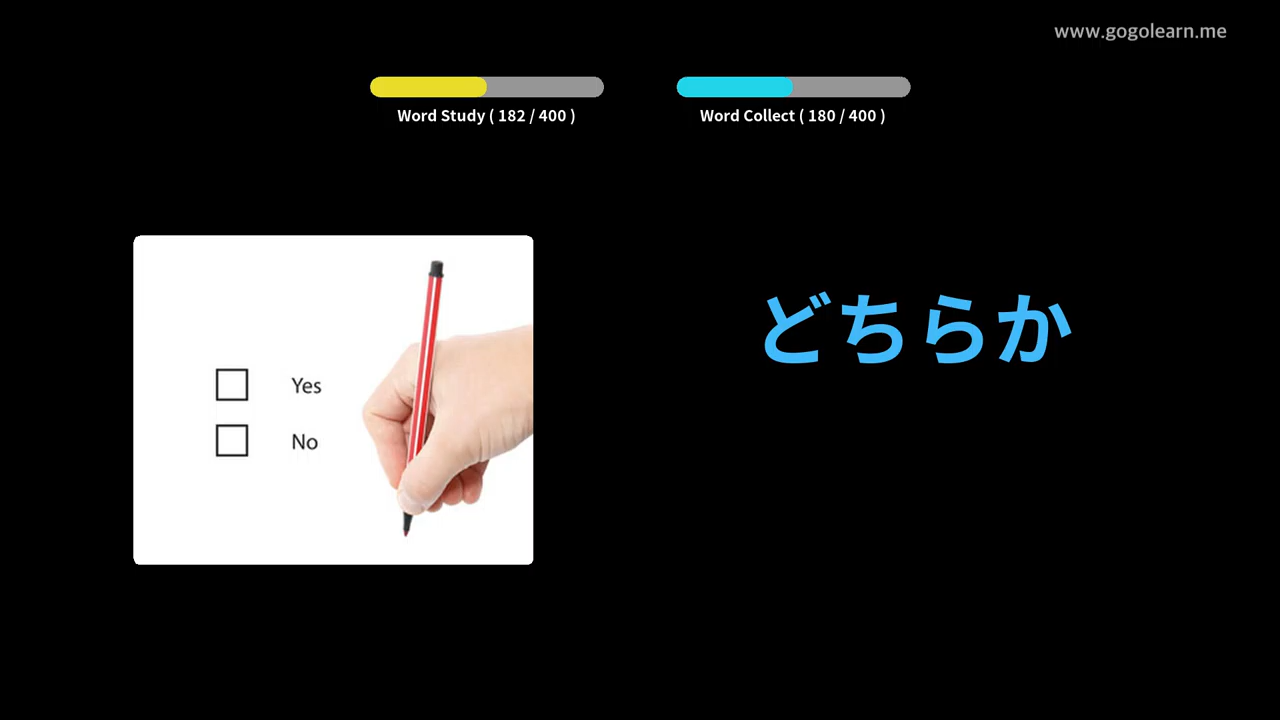 www.gogolearn.me
Word Study ( 182 / 400 )
Word Collect ( 180 / 400 )
どちらか
Yes
No